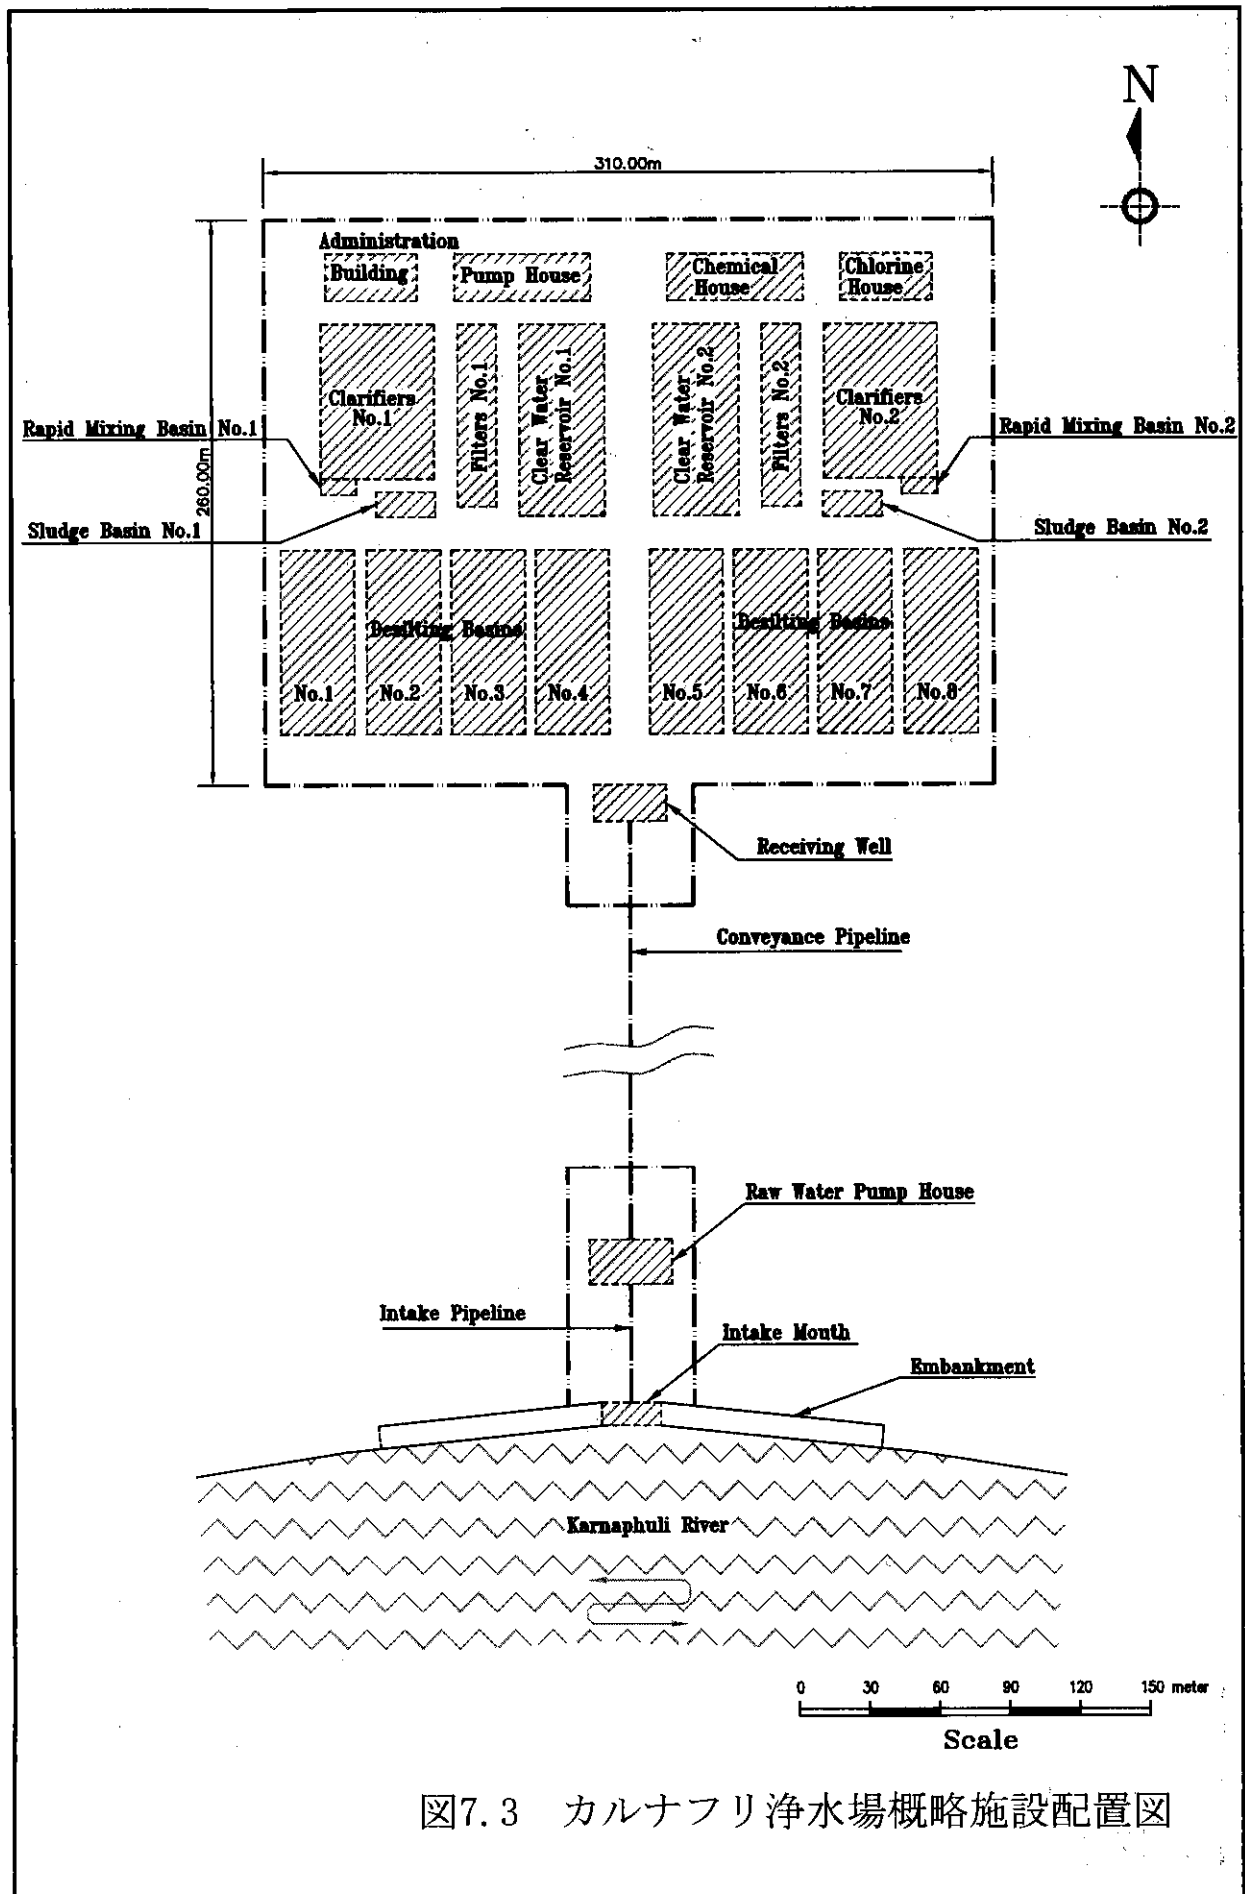 N
310.00m
260.00m
Administration
Building
Pump House
Chemical
House
Chlorine
House
Clarifiers
No.1
Filters No.1
Clear Water
Reservoir No.1
Clear Water
Reservoir No.2
Filters No.2
Clarifiers
No.2
Rapid Mixing Basin No.1
Rapid Mixing Basin No.2
Sludge Basin No.1
Sludge Basin No.2
Desilting Basins
Desilting Basins
No.1
No.2
No.3
No.4
No.5
No.6
No.7
No.8
Receiving Well
Conveyance Pipeline
Raw Water Pump House
Intake Pipeline
Intake Mouth
Embankment
Karnaphuli River
0 30 60 90 120 150 meter
Scale
図7.3 カルナフリ浄水場概略施設配置図